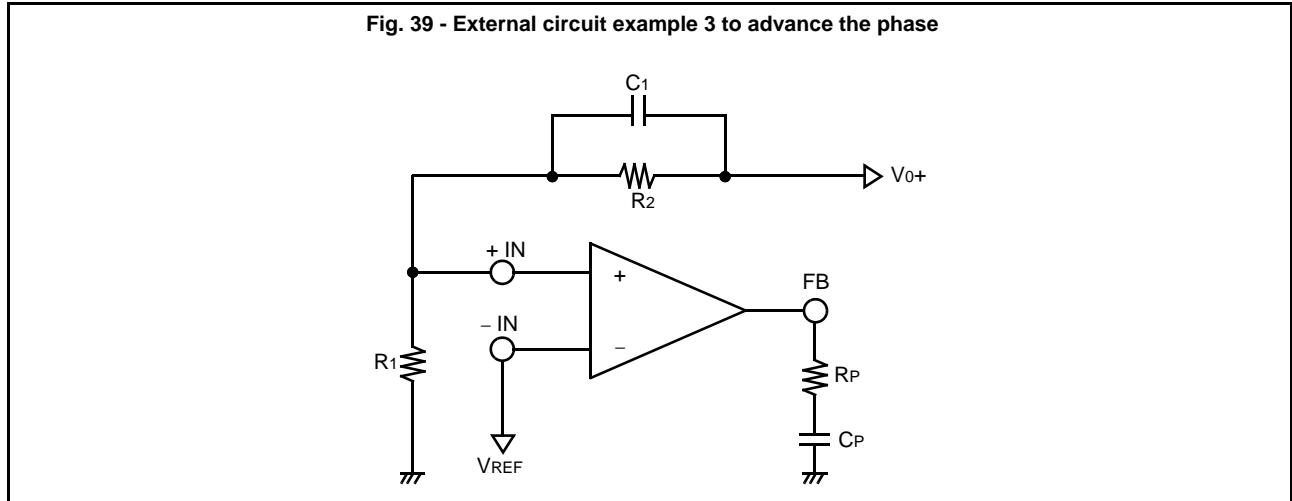 Fig. 39 - External circuit example 3 to advance the phase
C1
R2
V0+
+ IN
+
FB
− IN
−
R1
RP
CP
VREF